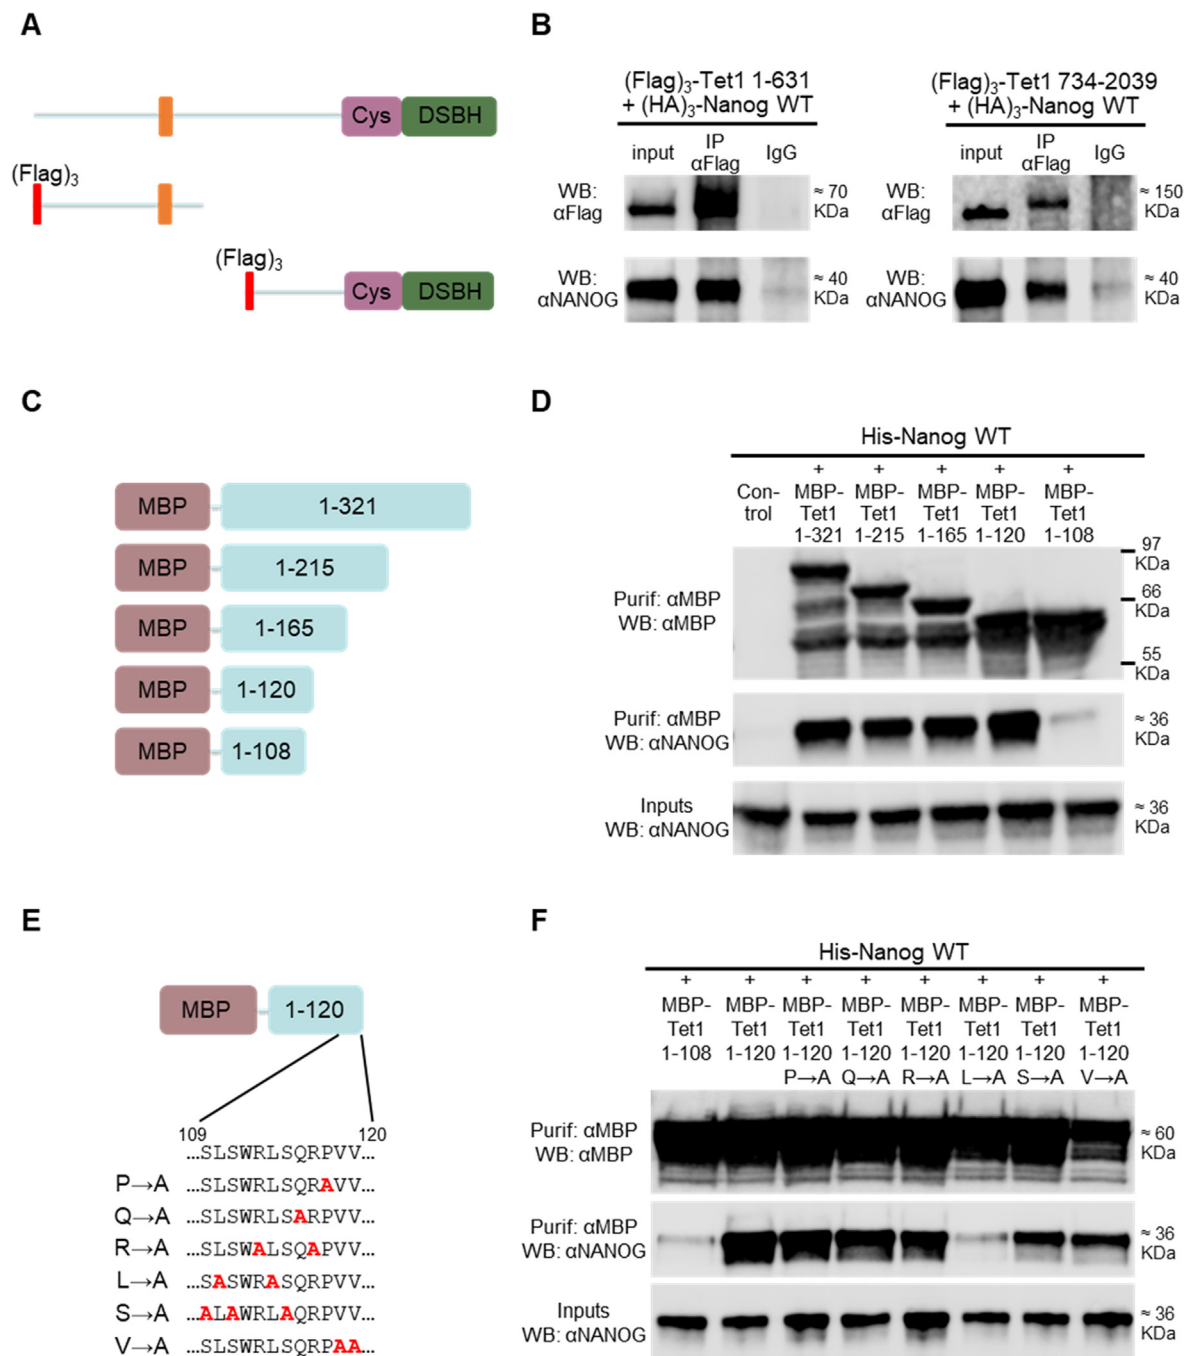 A
Cys DSBH
(Flag)3
(Flag)3
Cys DSBH
B
(Flag)3-Tet1 1-631
+ (HA)3-Nanog WT
input IP αFlag IgG
WB: αFlag
≈ 70 KDa
WB: αNANOG
≈ 40 KDa
(Flag)3-Tet1 734-2039
+ (HA)3-Nanog WT
input IP αFlag IgG
WB: αFlag
≈ 150 KDa
WB: αNANOG
≈ 40 KDa
C
MBP 1-321
MBP 1-215
MBP 1-165
MBP 1-120
MBP 1-108
D
His-Nanog WT
+ + + + +
Con- MBP- MBP- MBP- MBP- MBP-
trol Tet1 Tet1 Tet1 Tet1 Tet1
1-321 1-215 1-165 1-120 1-108
97 KDa
66 KDa
55 KDa
Purif: αMBP
WB: αMBP
Purif: αMBP
WB: αNANOG
≈ 36 KDa
Inputs
WB: αNANOG
≈ 36 KDa
E
MBP 1-120
109 120
...SLSWRLSQRPVV...
P→A ...SLSWRLSQRAVV...
Q→A ...SLSWRLSARPVV...
R→A ...SLSWALSQAPVV...
L→A ...SASWRASQRPVV...
S→A ...ALAWRLAQRPVV...
V→A ...SLSWRLSQRPAA...
F
His-Nanog WT
+ + + + + + + +
MBP- MBP- MBP- MBP- MBP- MBP- MBP- MBP-
Tet1 Tet1 Tet1 Tet1 Tet1 Tet1 Tet1 Tet1
1-108 1-120 1-120 1-120 1-120 1-120 1-120 1-120
P→A Q→A R→A L→A S→A V→A
Purif: αMBP
WB: αMBP
≈ 60 KDa
Purif: αMBP
WB: αNANOG
≈ 36 KDa
Inputs
WB: αNANOG
≈ 36 KDa